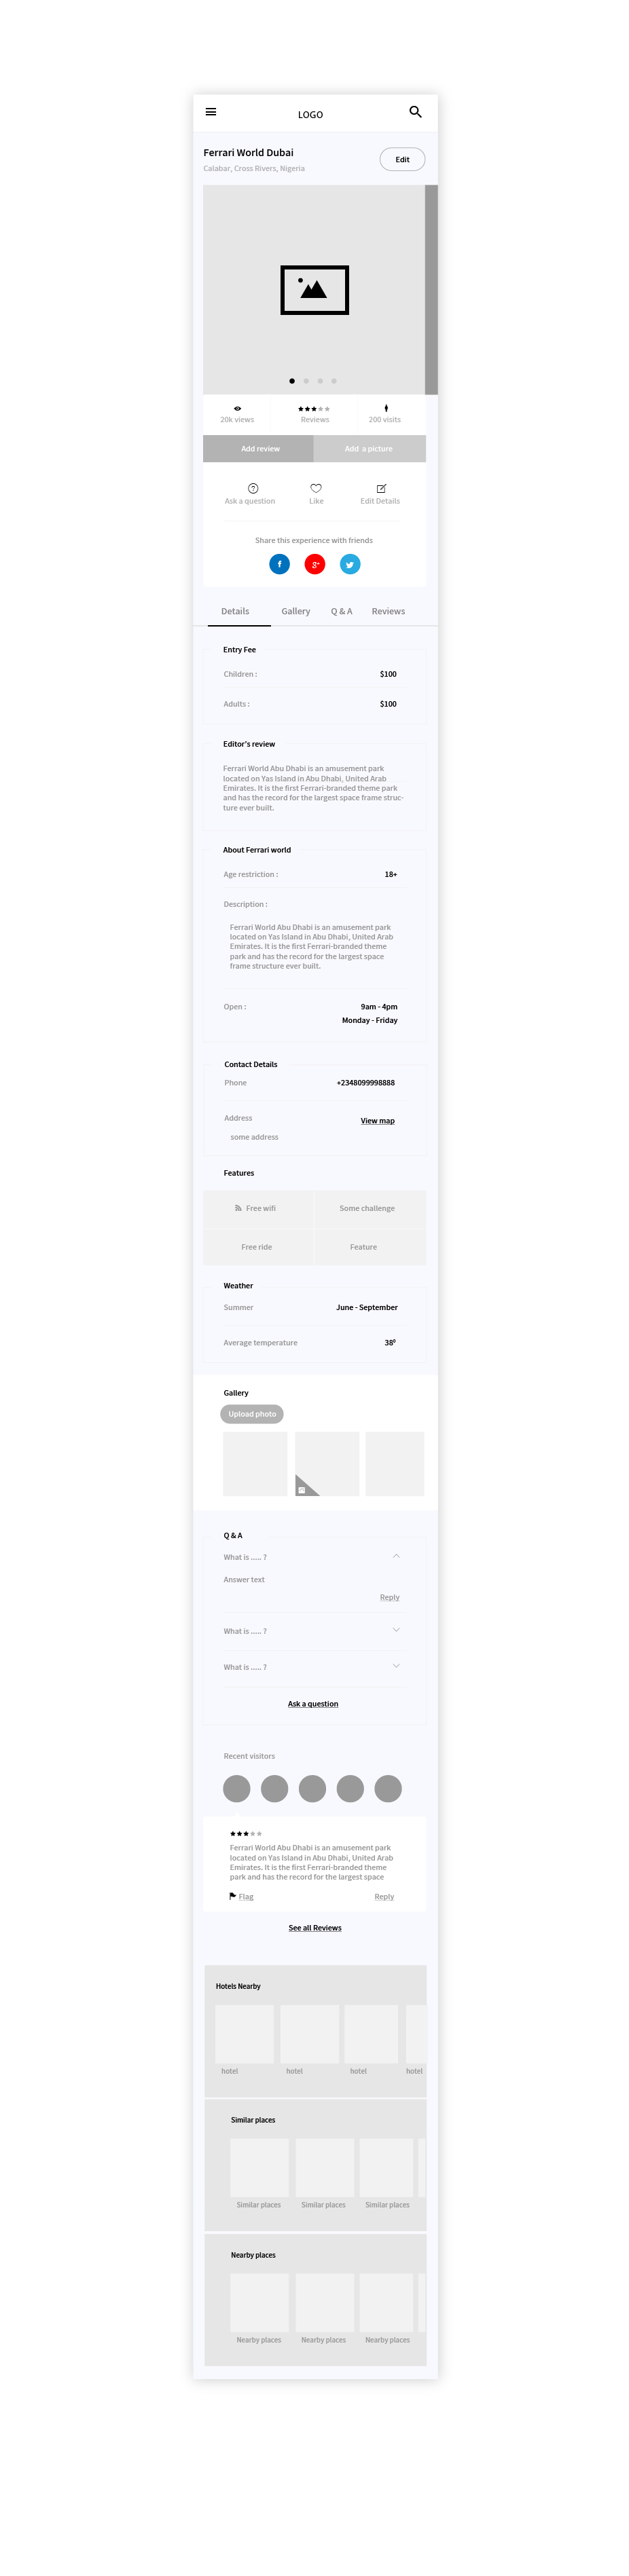 LOGO
Ferrari World Dubai
Edit
Calabar, Cross Rivers, Nigeria
20k views
Reviews
200 visits
Add review
Add a picture
Ask a question
Like
Edit Details
Share this experience with friends
f
g+
Details
Gallery
Q & A
Reviews
Entry Fee
Children :
$100
Adults :
$100
Editor's review
Ferrari World Abu Dhabi is an amusement park
located on Yas Island in Abu Dhabi, United Arab
Emirates. It is the first Ferrari-branded theme park
and has the record for the largest space frame struc-
ture ever built.
About Ferrari world
Age restriction :
18+
Description :
Ferrari World Abu Dhabi is an amusement park
located on Yas Island in Abu Dhabi, United Arab
Emirates. It is the first Ferrari-branded theme
park and has the record for the largest space
frame structure ever built.
Open :
9am - 4pm
Monday - Friday
Contact Details
Phone
+2348099998888
Address
View map
some address
Features
Free wifi
Some challenge
Free ride
Feature
Weather
Summer
June - September
Average temperature
38⁰
Gallery
Upload photo
Q & A
What is ..... ?
Answer text
Reply
What is ..... ?
What is ..... ?
Ask a question
Recent visitors
Ferrari World Abu Dhabi is an amusement park
located on Yas Island in Abu Dhabi, United Arab
Emirates. It is the first Ferrari-branded theme
park and has the record for the largest space
Flag
Reply
See all Reviews
Hotels Nearby
hotel
hotel
hotel
hotel
Similar places
Similar places
Similar places
Similar places
Nearby places
Nearby places
Nearby places
Nearby places